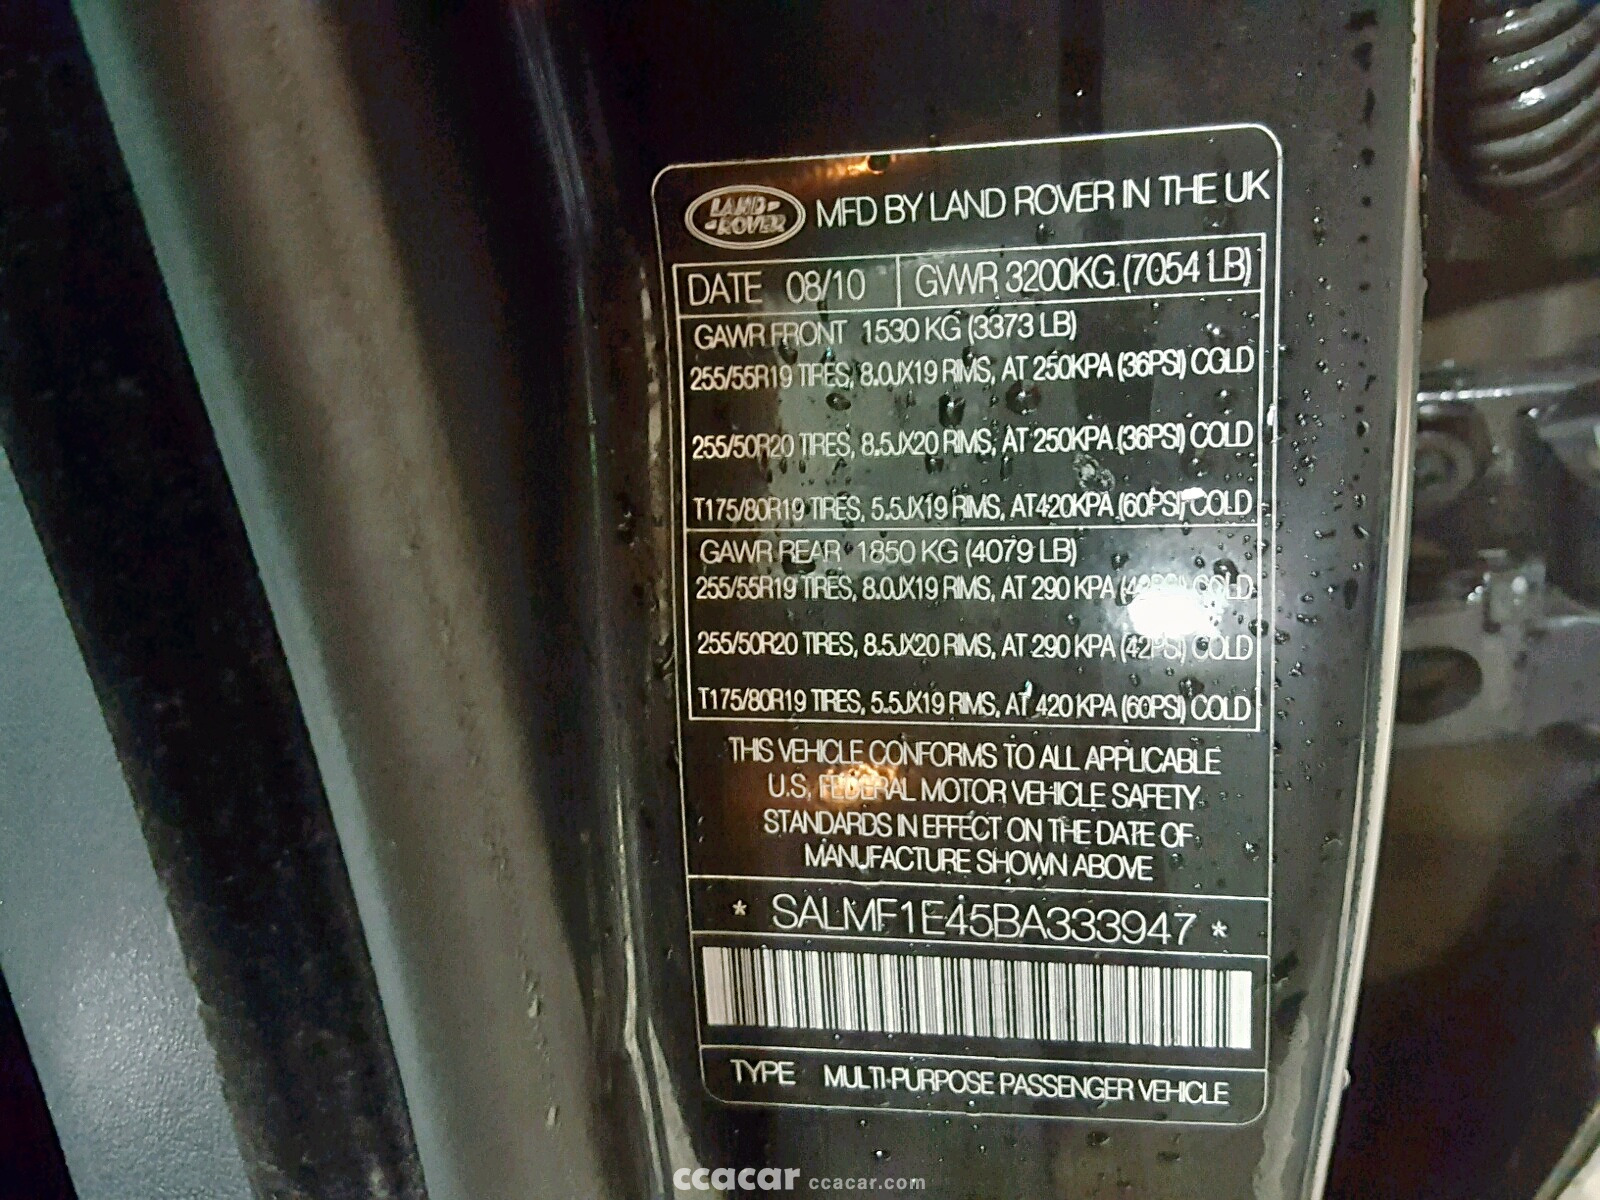 LAND-
-ROVER
MFD BY LAND ROVER IN THE UK
DATE 08/10 GVWR 3200KG (7054 LB)
GAWR FRONT 1530 KG (3373 LB)
255/55R19 TIRES, 8.0JX19 RIMS, AT 250KPA (36PSI) COLD
255/50R20 TIRES, 8.5JX20 RIMS, AT 250KPA (36PSI) COLD
T175/80R19 TIRES, 5.5JX19 RIMS, AT 420KPA (60PSI) COLD
GAWR REAR 1850 KG (4079 LB)
255/55R19 TIRES, 8.0JX19 RIMS, AT 290 KPA COLD
255/50R20 TIRES, 8.5JX20 RIMS, AT 290 KPA (42PSI) COLD
T175/80R19 TIRES, 5.5JX19 RIMS, AT 420 KPA (60PSI) COLD
THIS VEHICLE CONFORMS TO ALL APPLICABLE
U.S. FEDERAL MOTOR VEHICLE SAFETY
STANDARDS IN EFFECT ON THE DATE OF
MANUFACTURE SHOWN ABOVE
* SALMF1E45BA333947 *
TYPE MULTI-PURPOSE PASSENGER VEHICLE
ccacar ccacar.com